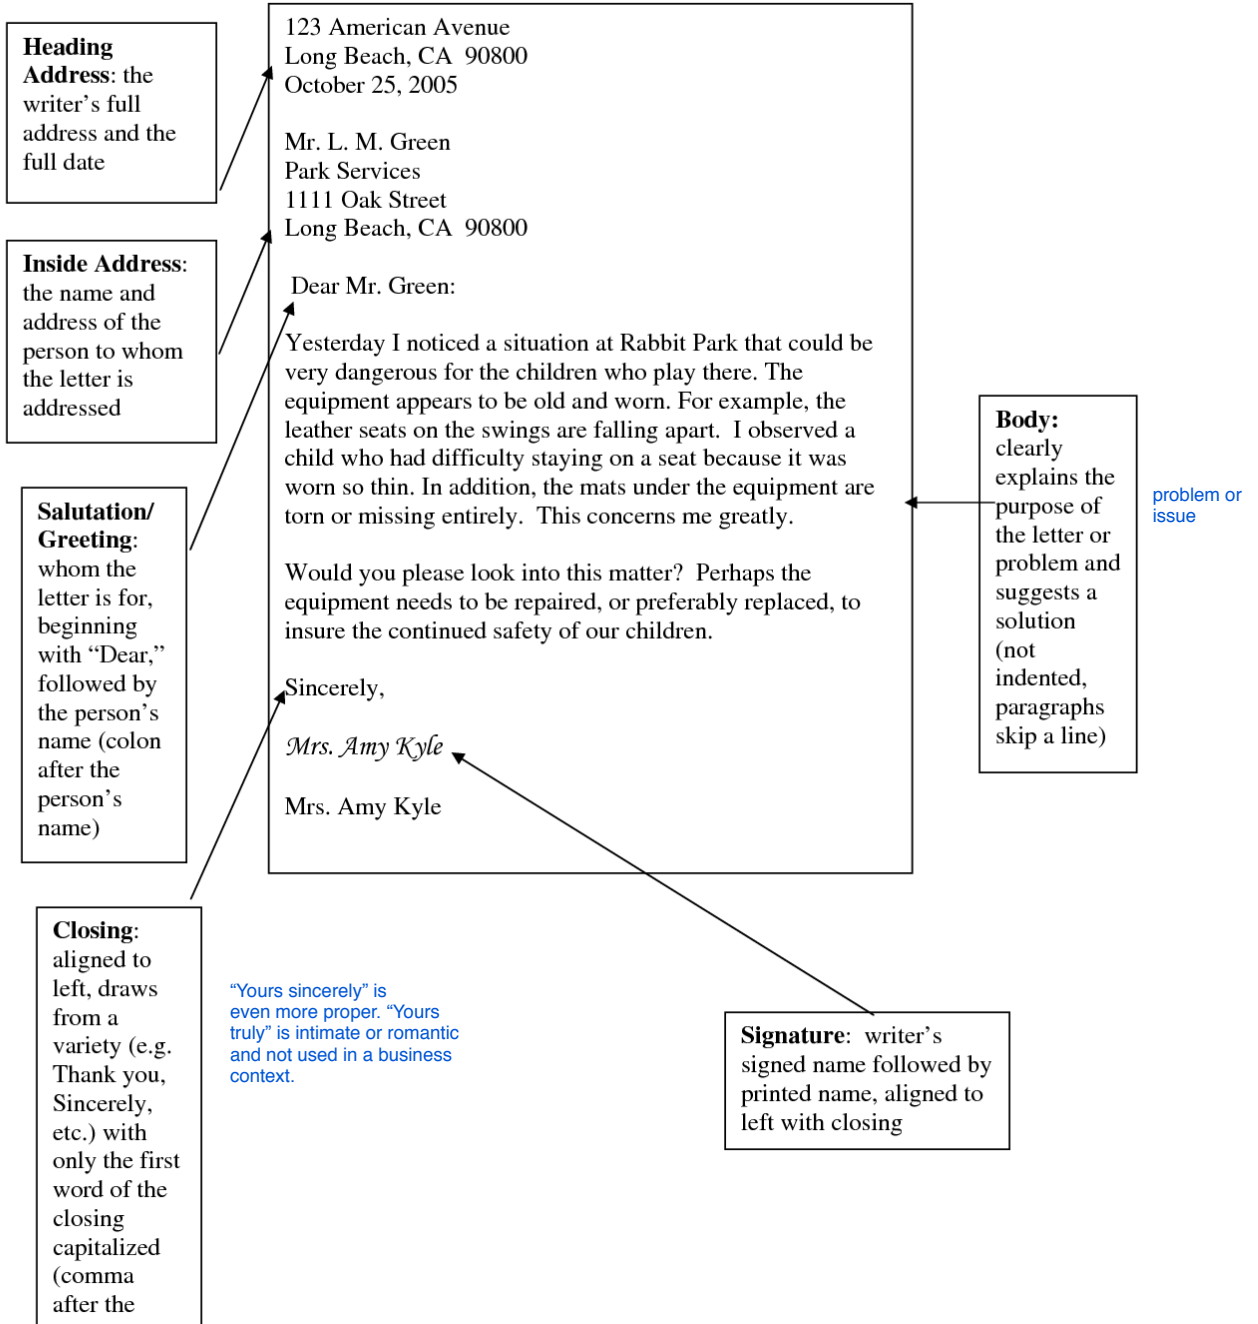 Heading
Address: the
writer’s full
address and the
full date
Inside Address:
the name and
address of the
person to whom
the letter is
addressed
Salutation/
Greeting:
whom the
letter is for,
beginning
with “Dear,”
followed by
the person’s
name (colon
after the
person’s
name)
Closing:
aligned to
left, draws
from a
variety (e.g.
Thank you,
Sincerely,
etc.) with
only the first
word of the
closing
capitalized
(comma
after the
123 American Avenue
Long Beach, CA  90800
October 25, 2005
Mr. L. M. Green
Park Services
1111 Oak Street
Long Beach, CA  90800
Dear Mr. Green:
Yesterday I noticed a situation at Rabbit Park that could be
very dangerous for the children who play there. The
equipment appears to be old and worn. For example, the
leather seats on the swings are falling apart.  I observed a
child who had difficulty staying on a seat because it was
worn so thin. In addition, the mats under the equipment are
torn or missing entirely.  This concerns me greatly.
Would you please look into this matter?  Perhaps the
equipment needs to be repaired, or preferably replaced, to
insure the continued safety of our children.
Sincerely,
Mrs. Amy Kyle
Mrs. Amy Kyle
“Yours sincerely” is
even more proper. “Yours
truly” is intimate or romantic
and not used in a business
context.
Body:
clearly
explains the
purpose of
the letter or
problem and
suggests a
solution
(not
indented,
paragraphs
skip a line)
problem or
issue
Signature:  writer’s
signed name followed by
printed name, aligned to
left with closing